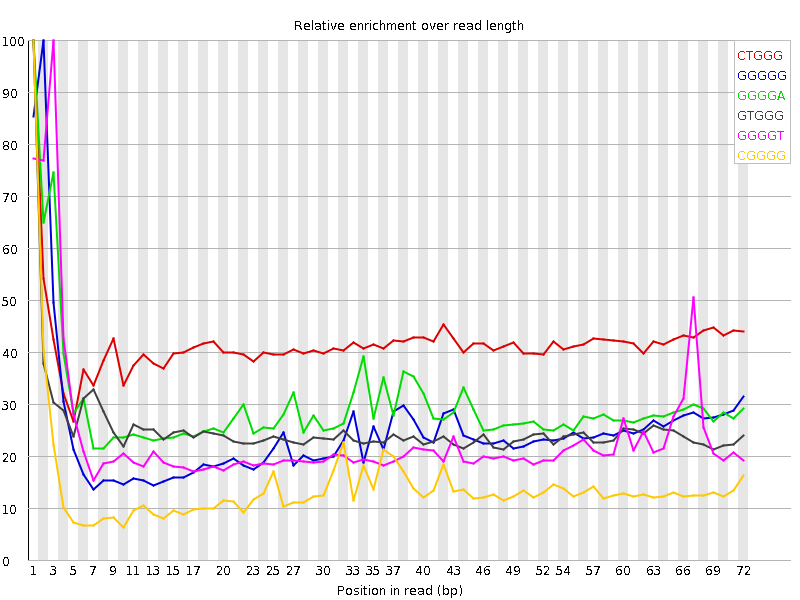 Relative enrichment over read length
100
90
80
70
60
50
40
30
20
10
0
CTGGG
GGGGG
GGGGA
GTGGG
GGGGT
CGGGG
1 2 3 5 7 9 11 13 15 17 20 23 25 27 30 33 35 37 40 43 46 49 52 54 57 60 63 66 69 72
Position in read (bp)